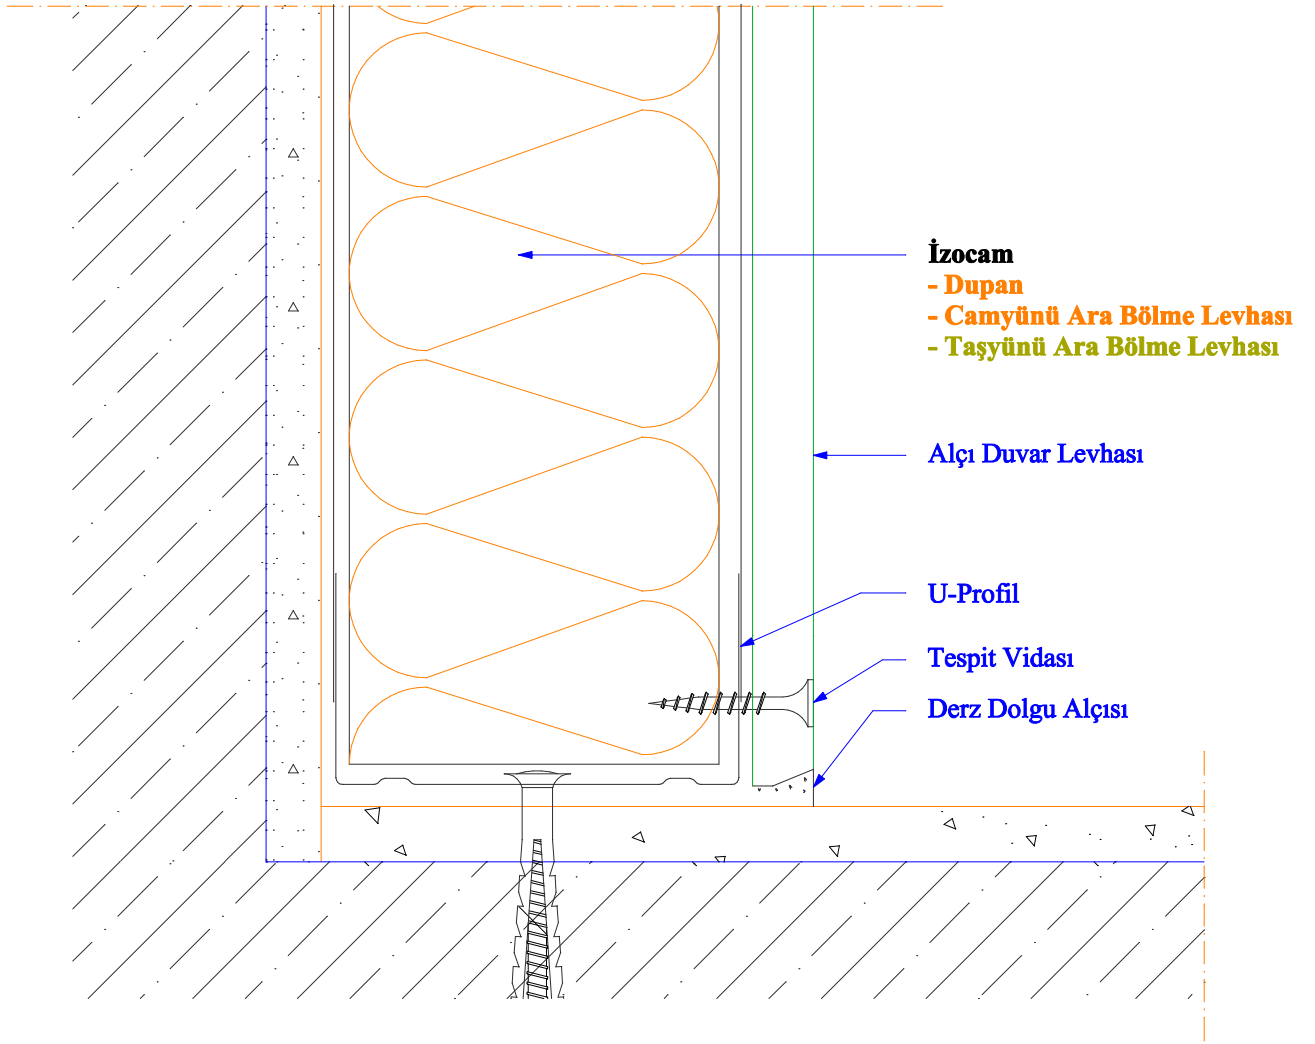 İzocam
- Dupan
- Camyünü Ara Bölme Levhası
- Taşyünü Ara Bölme Levhası
Alçı Duvar Levhası
U-Profil
Tespit Vidası
Derz Dolgu Alçısı